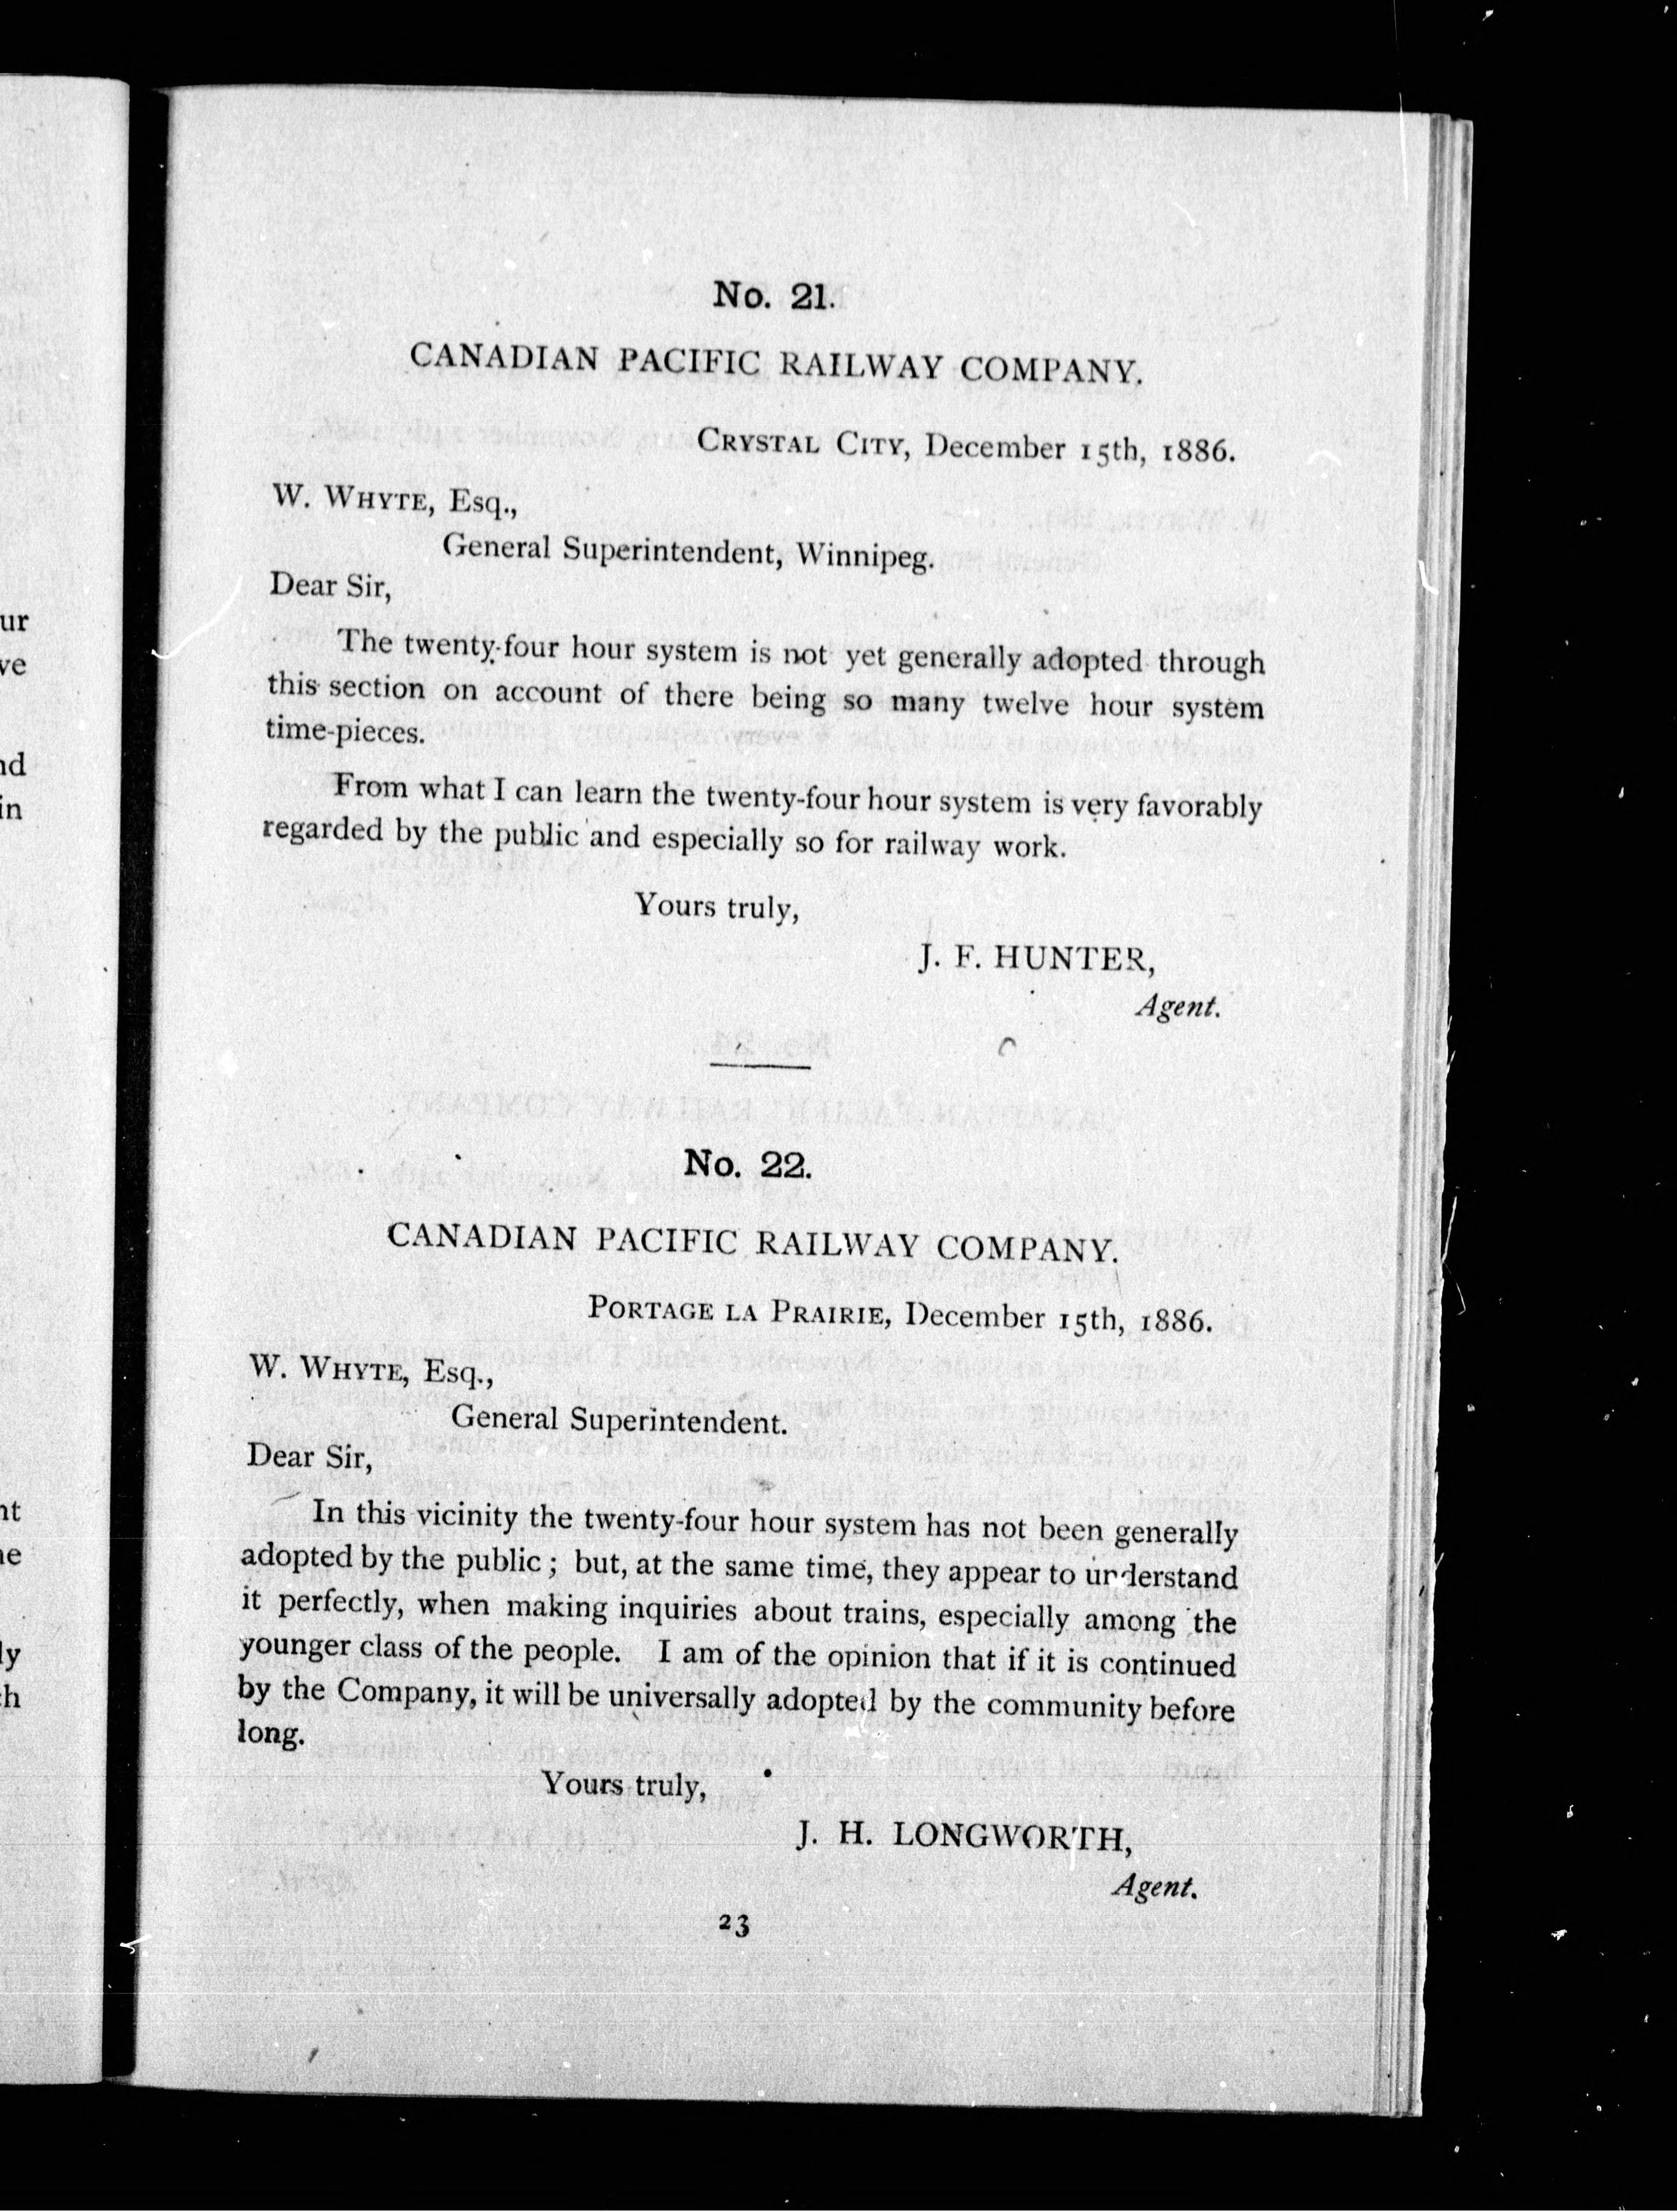 No. 21.
CANADIAN PACIFIC RAILWAY COMPANY.
CRYSTAL CITY, December 15th, 1886.
W. WHYTE, Esq.,
General Superintendent, Winnipeg.
Dear Sir,
The twenty-four hour system is not yet generally adopted through
this section on account of there being so many twelve hour system
time-pieces.
From what I can learn the twenty-four hour system is very favorably
regarded by the public and especially so for railway work.
Yours truly,
J. F. HUNTER,
Agent.
No. 22.
CANADIAN PACIFIC RAILWAY COMPANY.
PORTAGE LA PRAIRIE, December 15th, 1886.
W. WHYTE, Esq.,
General Superintendent.
Dear Sir,
In this vicinity the twenty-four hour system has not been generally
adopted by the public; but, at the same time, they appear to understand
it perfectly, when making inquiries about trains, especially among the
younger class of the people. I am of the opinion that if it is continued
by the Company, it will be universally adopted by the community before
long.
Yours truly,
J. H. LONGWORTH,
Agent.
23